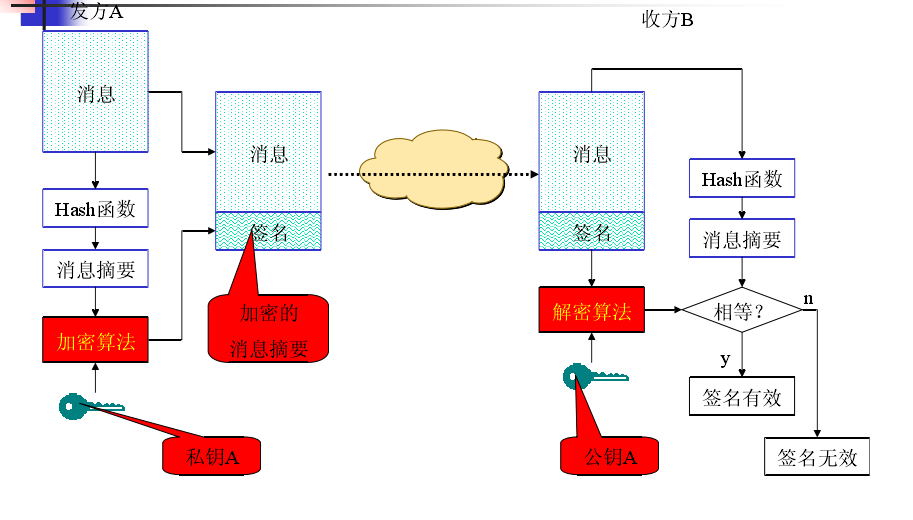 发方A
收方B
消息
消息
消息
Hash函数
Hash函数
签名
签名
消息摘要
消息摘要
加密的
消息摘要
加密算法
解密算法
相等？
n
y
签名有效
私钥A
公钥A
签名无效